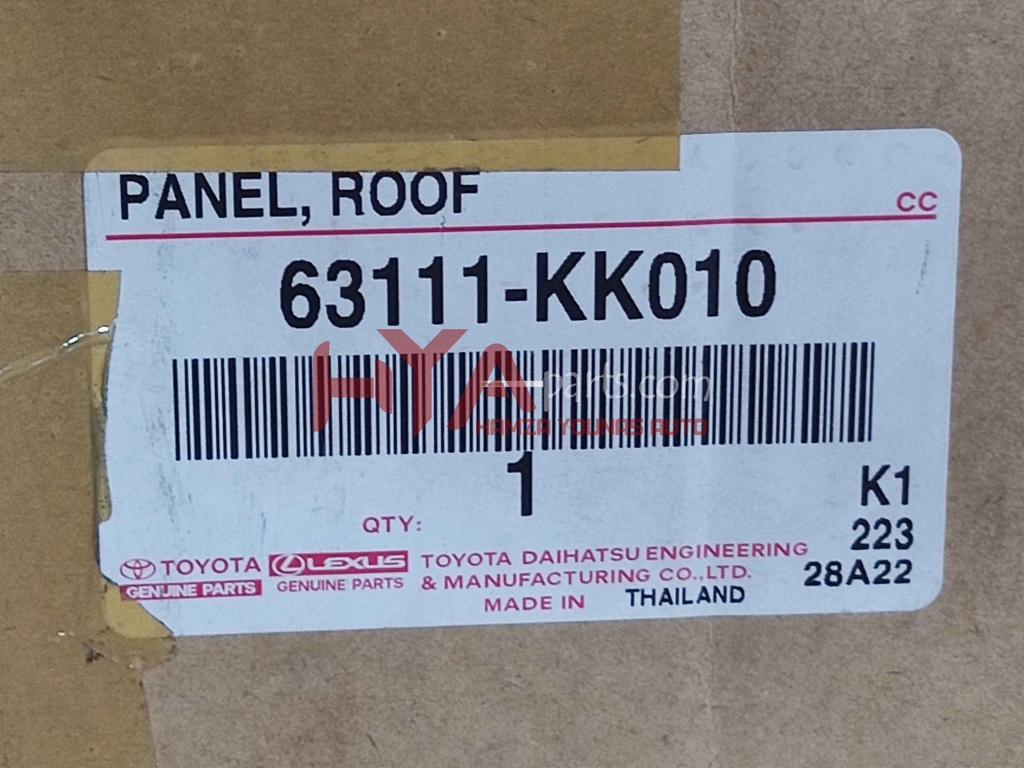 PANEL, ROOF
CC
63111-KK010
HYA-parts.com
HAMZA YOUNAS AUTO
1
K1
QTY:
223
TOYOTA
GENUINE PARTS
LEXUS
GENUINE PARTS
TOYOTA DAIHATSU ENGINEERING
& MANUFACTURING CO.,LTD.
28A22
MADE IN THAILAND